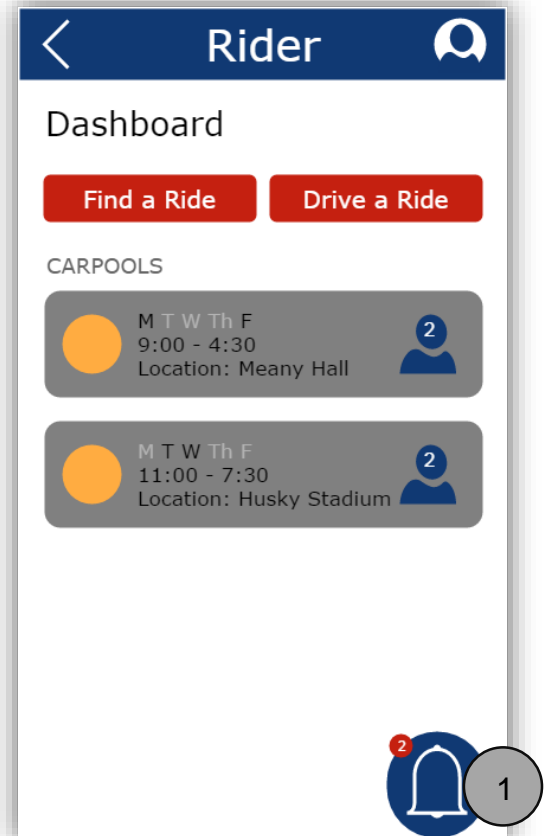 Rider
Dashboard
Find a Ride
Drive a Ride
CARPOOLS
M T W Th F
9:00 - 4:30
Location: Meany Hall
2
M T W Th F
11:00 - 7:30
Location: Husky Stadium
2
2
1